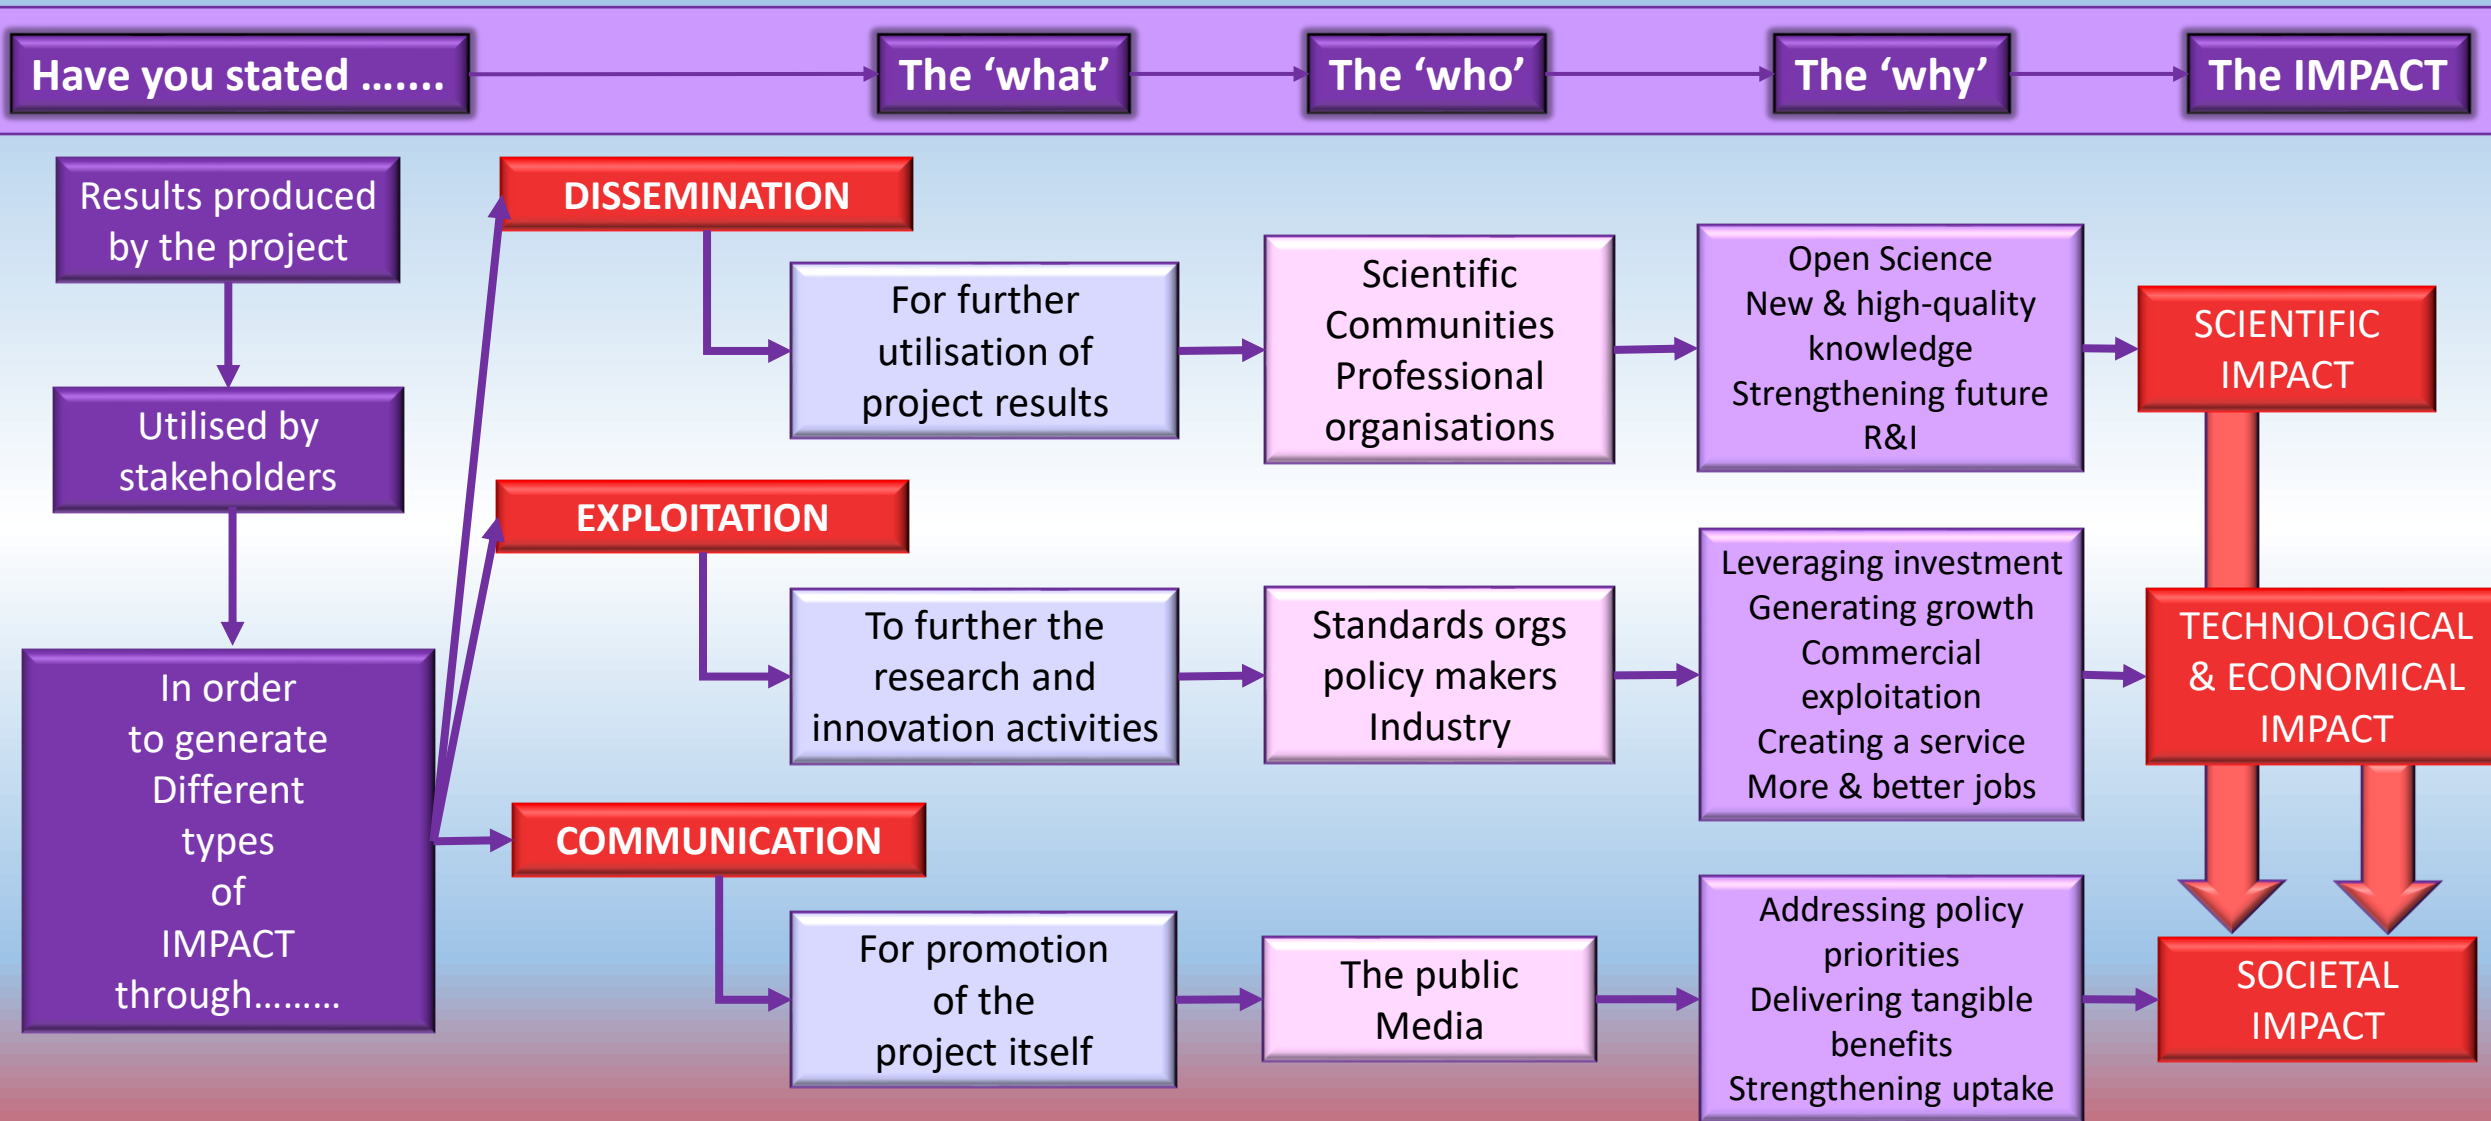 Have you stated …....
The ‘what’
The ‘who’
The ‘why’
The IMPACT
Results produced
by the project
Utilised by
stakeholders
In order
to generate
Different
types
of
IMPACT
through………
DISSEMINATION
For further
utilisation of
project results
Scientific
Communities
Professional
organisations
Open Science
New & high-quality
knowledge
Strengthening future
R&I
SCIENTIFIC
IMPACT
EXPLOITATION
To further the
research and
innovation activities
Standards orgs
policy makers
Industry
Leveraging investment
Generating growth
Commercial
exploitation
Creating a service
More & better jobs
TECHNOLOGICAL
& ECONOMICAL
IMPACT
COMMUNICATION
For promotion
of the
project itself
The public
Media
Addressing policy
priorities
Delivering tangible
benefits
Strengthening uptake
SOCIETAL
IMPACT